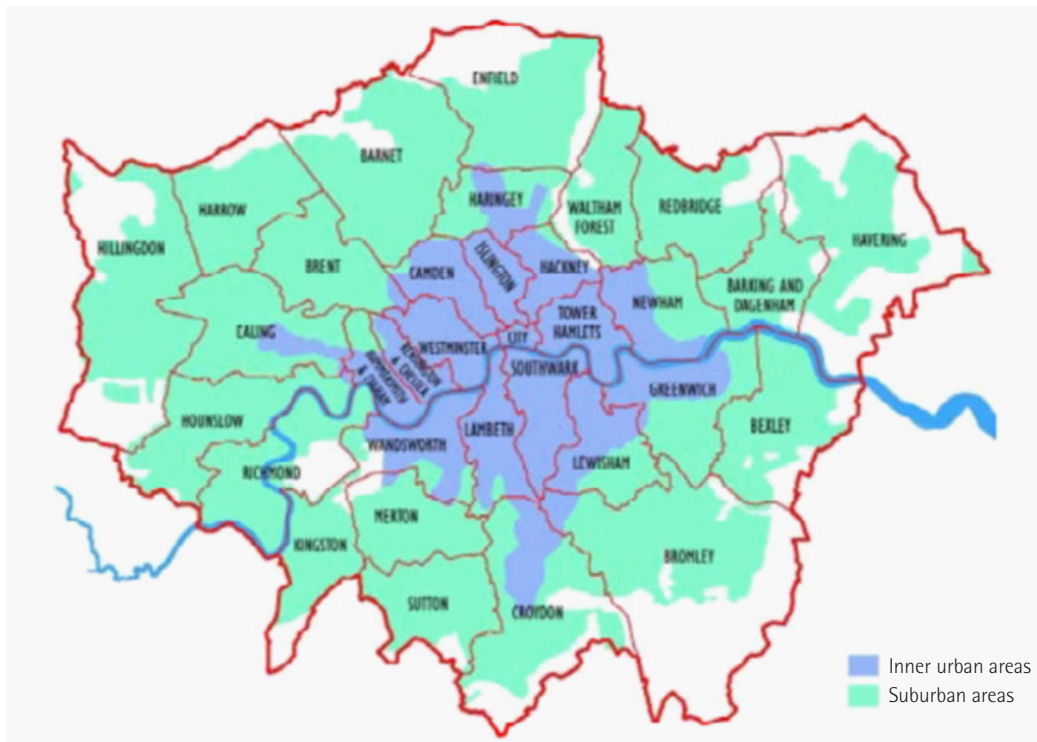 ENFIELD
BARNET
HARINGEY
WALTHAM
FOREST
REDBRIDGE
HARROW
HAVERING
HILLINGDON
BRENT
CAMDEN
ISLINGTON
HACKNEY
NEWHAM
BARKING AND
DAGENHAM
EALING
WESTMINSTER
CITY
TOWER
HAMLETS
KENSINGTON
& CHELSEA
HAMMERSMITH
& FULHAM
SOUTHWARK
GREENWICH
HOUNSLOW
WANDSWORTH
LAMBETH
BEXLEY
RICHMOND
LEWISHAM
MERTON
KINGSTON
BROMLEY
SUTTON
CROYDON
Inner urban areas
Suburban areas